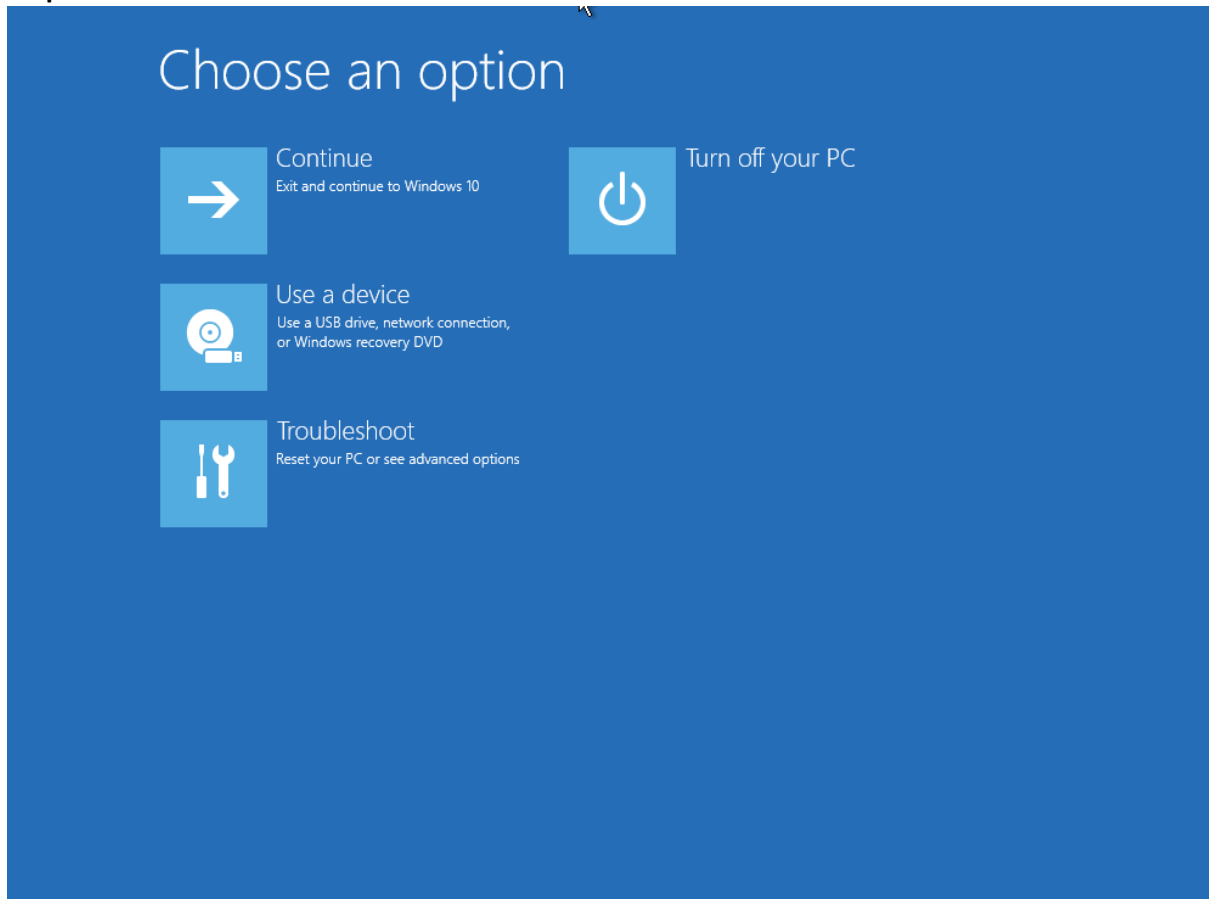 Choose an option
Continue
Exit and continue to Windows 10
Turn off your PC
Use a device
Use a USB drive, network connection,
or Windows recovery DVD
Troubleshoot
Reset your PC or see advanced options